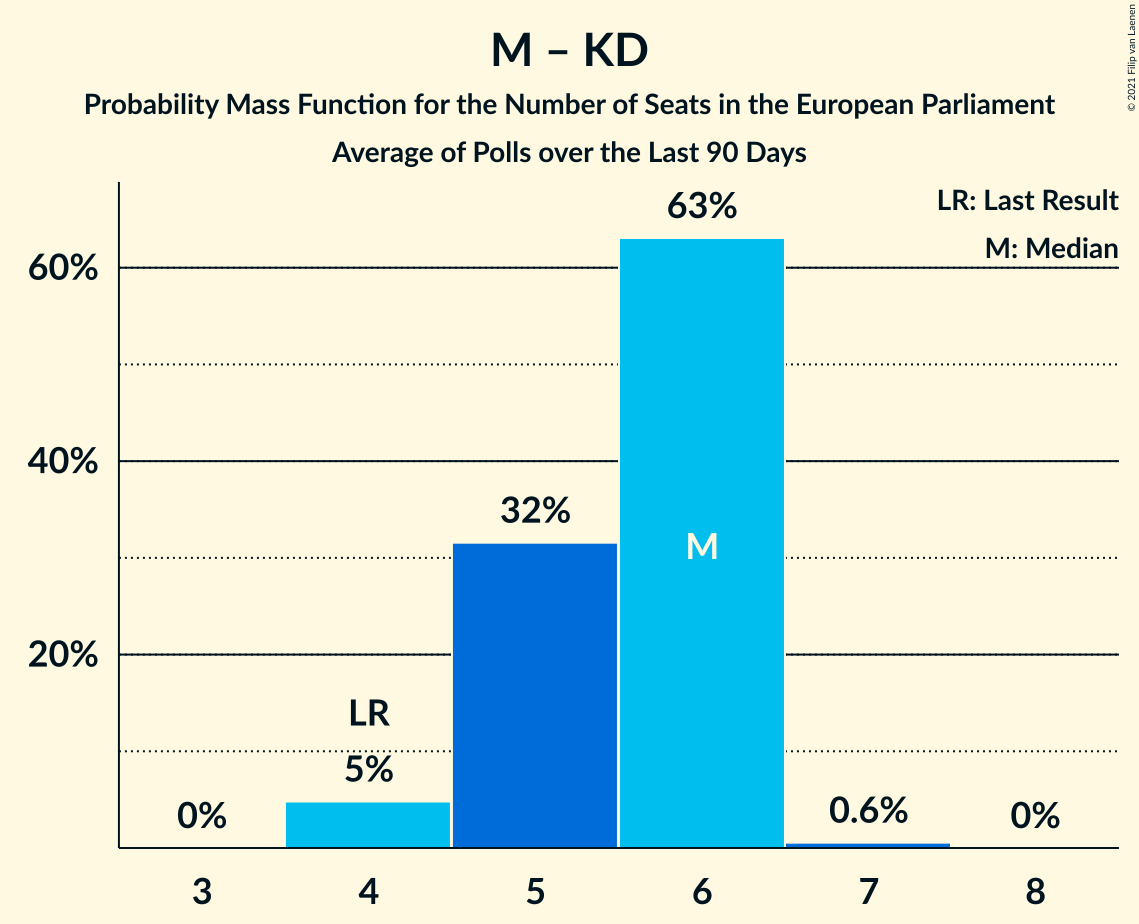 M – KD
Probability Mass Function for the Number of Seats in the European Parliament
Average of Polls over the Last 90 Days
© 2021 Filip van Laenen
LR: Last Result
M: Median
63%
60%
40%
32%
M
20%
LR
5%
0%
0.6%
0%
3 4 5 6 7 8